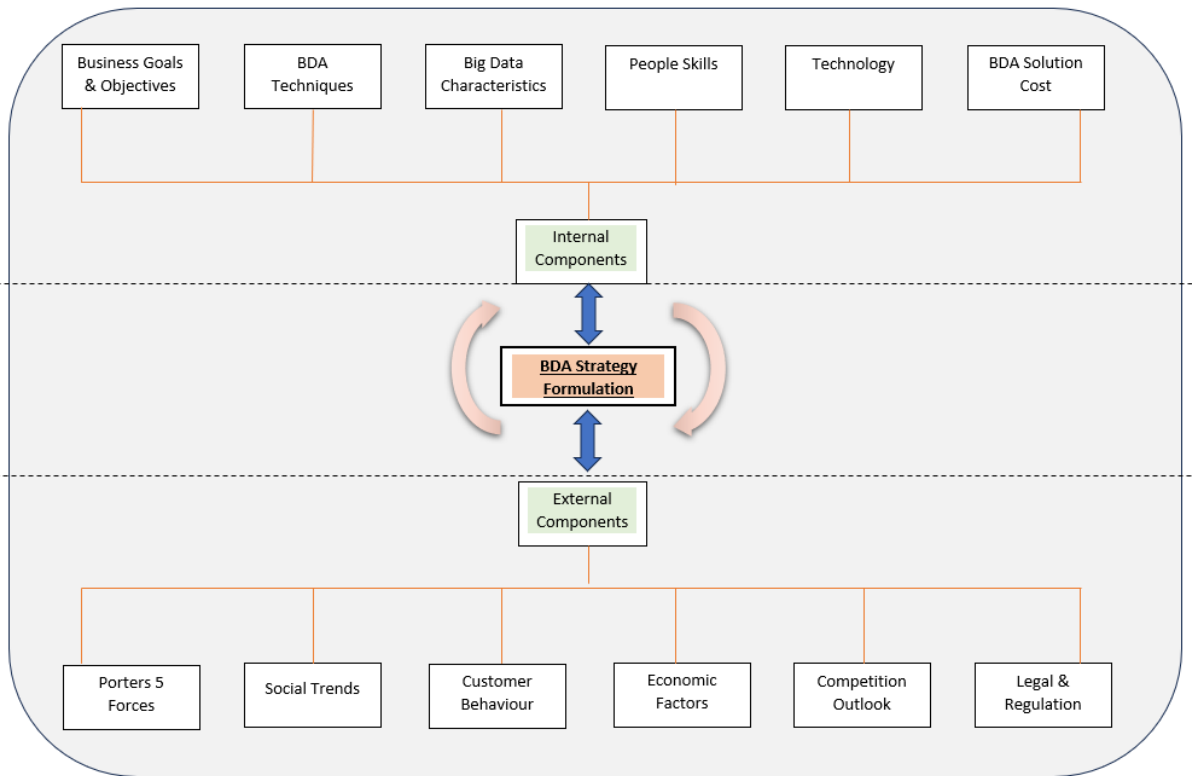 Business Goals
& Objectives
BDA
Techniques
Big Data
Characteristics
People Skills
Technology
BDA Solution
Cost
Internal
Components
BDA Strategy
Formulation
External
Components
Porters 5
Forces
Social Trends
Customer
Behaviour
Economic
Factors
Competition
Outlook
Legal &
Regulation